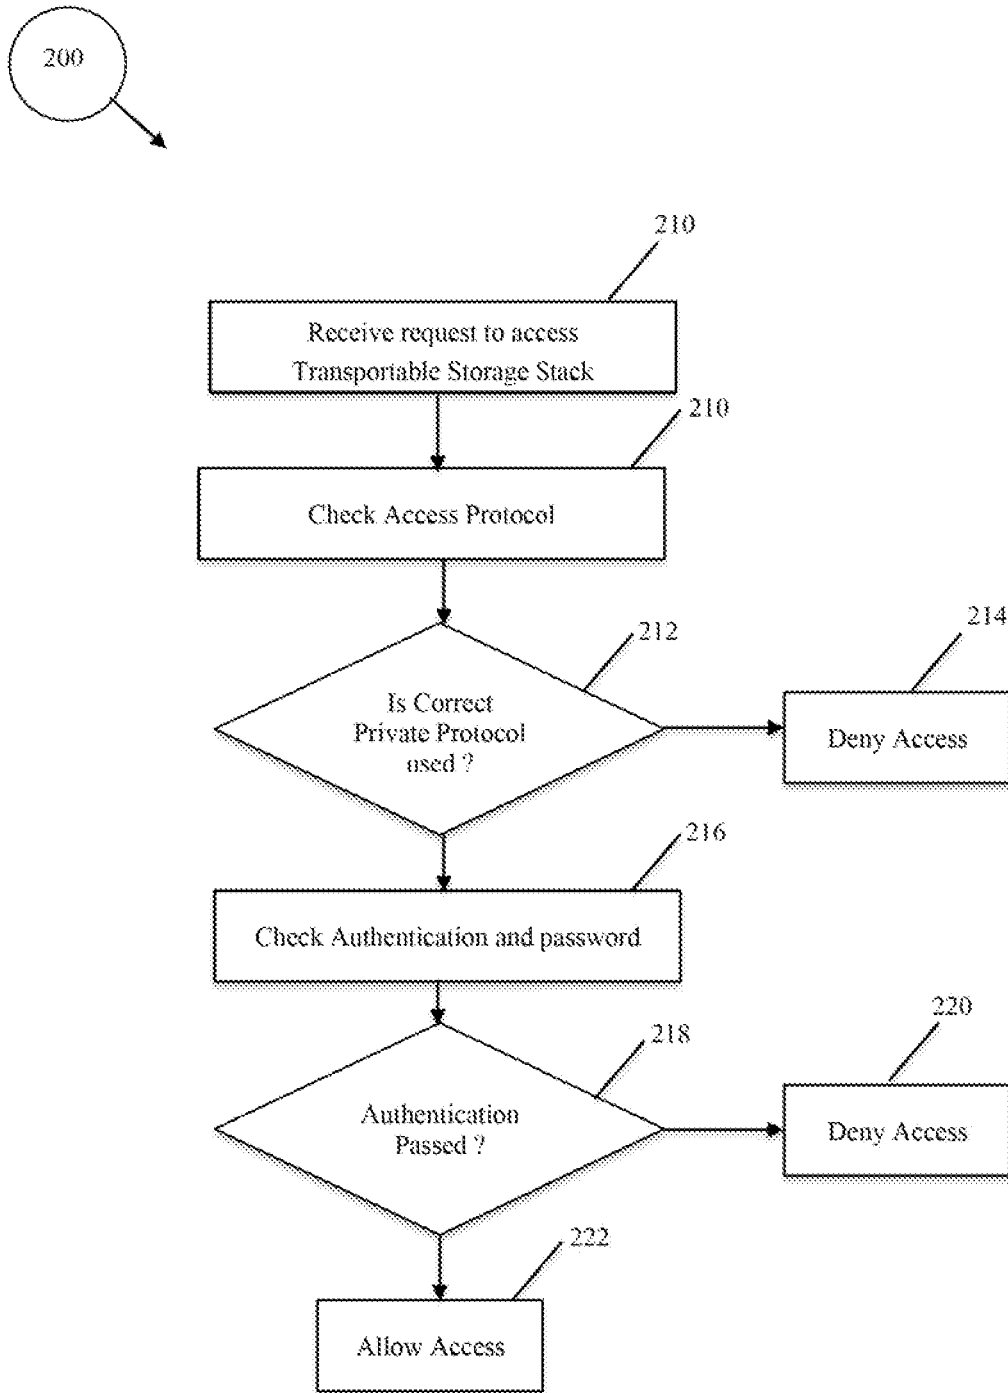 200
210
Receive request to access
Transportable Storage Stack
210
Check Access Protocol
212
214
Is Correct
Private Protocol
used ?
Deny Access
216
Check Authentication and password
218
220
Authentication
Passed ?
Deny Access
222
Allow Access